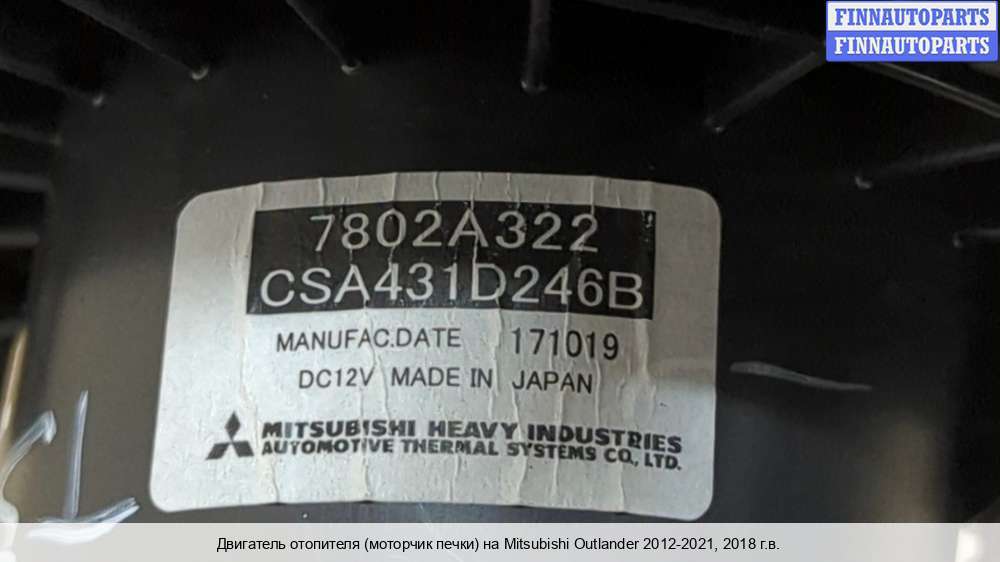 FINNAUTOPARTS
FINNAUTOPARTS
7802A322
CSA431D246B
MANUFAC.DATE 171019
DC12V MADE IN JAPAN
MITSUBISHI HEAVY INDUSTRIES
AUTOMOTIVE THERMAL SYSTEMS CO., LTD.
Двигатель отопителя (моторчик печки) на Mitsubishi Outlander 2012-2021, 2018 г.в.